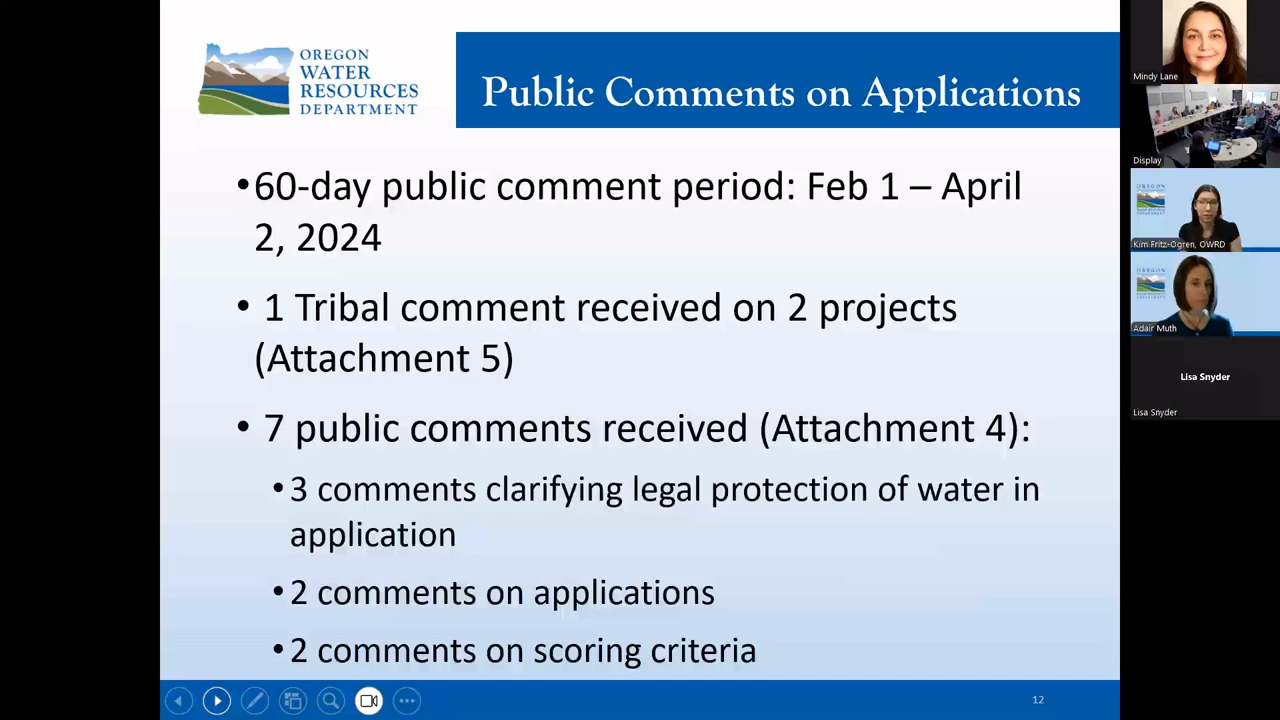 OREGON
WATER
RESOURCES
DEPARTMENT
Public Comments on Applications
•60-day public comment period: Feb 1 – April
2, 2024
• 1 Tribal comment received on 2 projects
(Attachment 5)
• 7 public comments received (Attachment 4):
•3 comments clarifying legal protection of water in
application
•2 comments on applications
•2 comments on scoring criteria
12
Mindy Lane
Display
Kim Fritz-Ogren, OWRD
Adair Muth
Lisa Snyder
Lisa Snyder